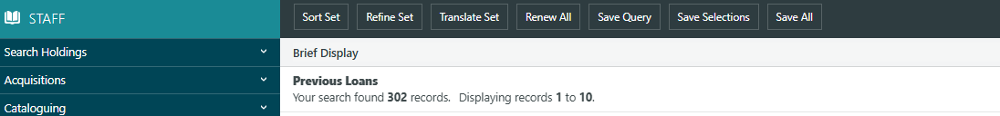 STAFF
Sort Set Refine Set Translate Set Renew All Save Query Save Selections Save All
Search Holdings
Acquisitions
Cataloguing
Brief Display
Previous Loans
Your search found 302 records. Displaying records 1 to 10.